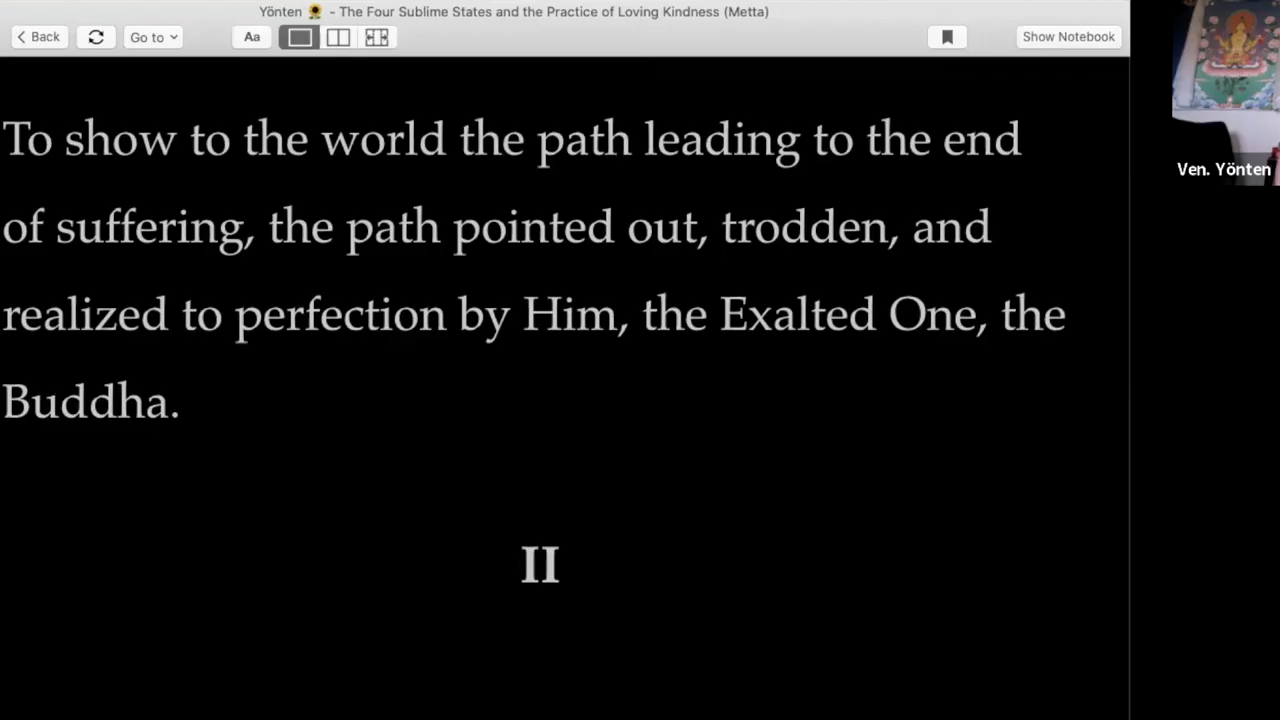 Yönten 🌻 - The Four Sublime States and the Practice of Loving Kindness (Metta)
Back
Go to
Aa
Show Notebook
To show to the world the path leading to the end
of suffering, the path pointed out, trodden, and
realized to perfection by Him, the Exalted One, the
Buddha.
II
Ven. Yönten